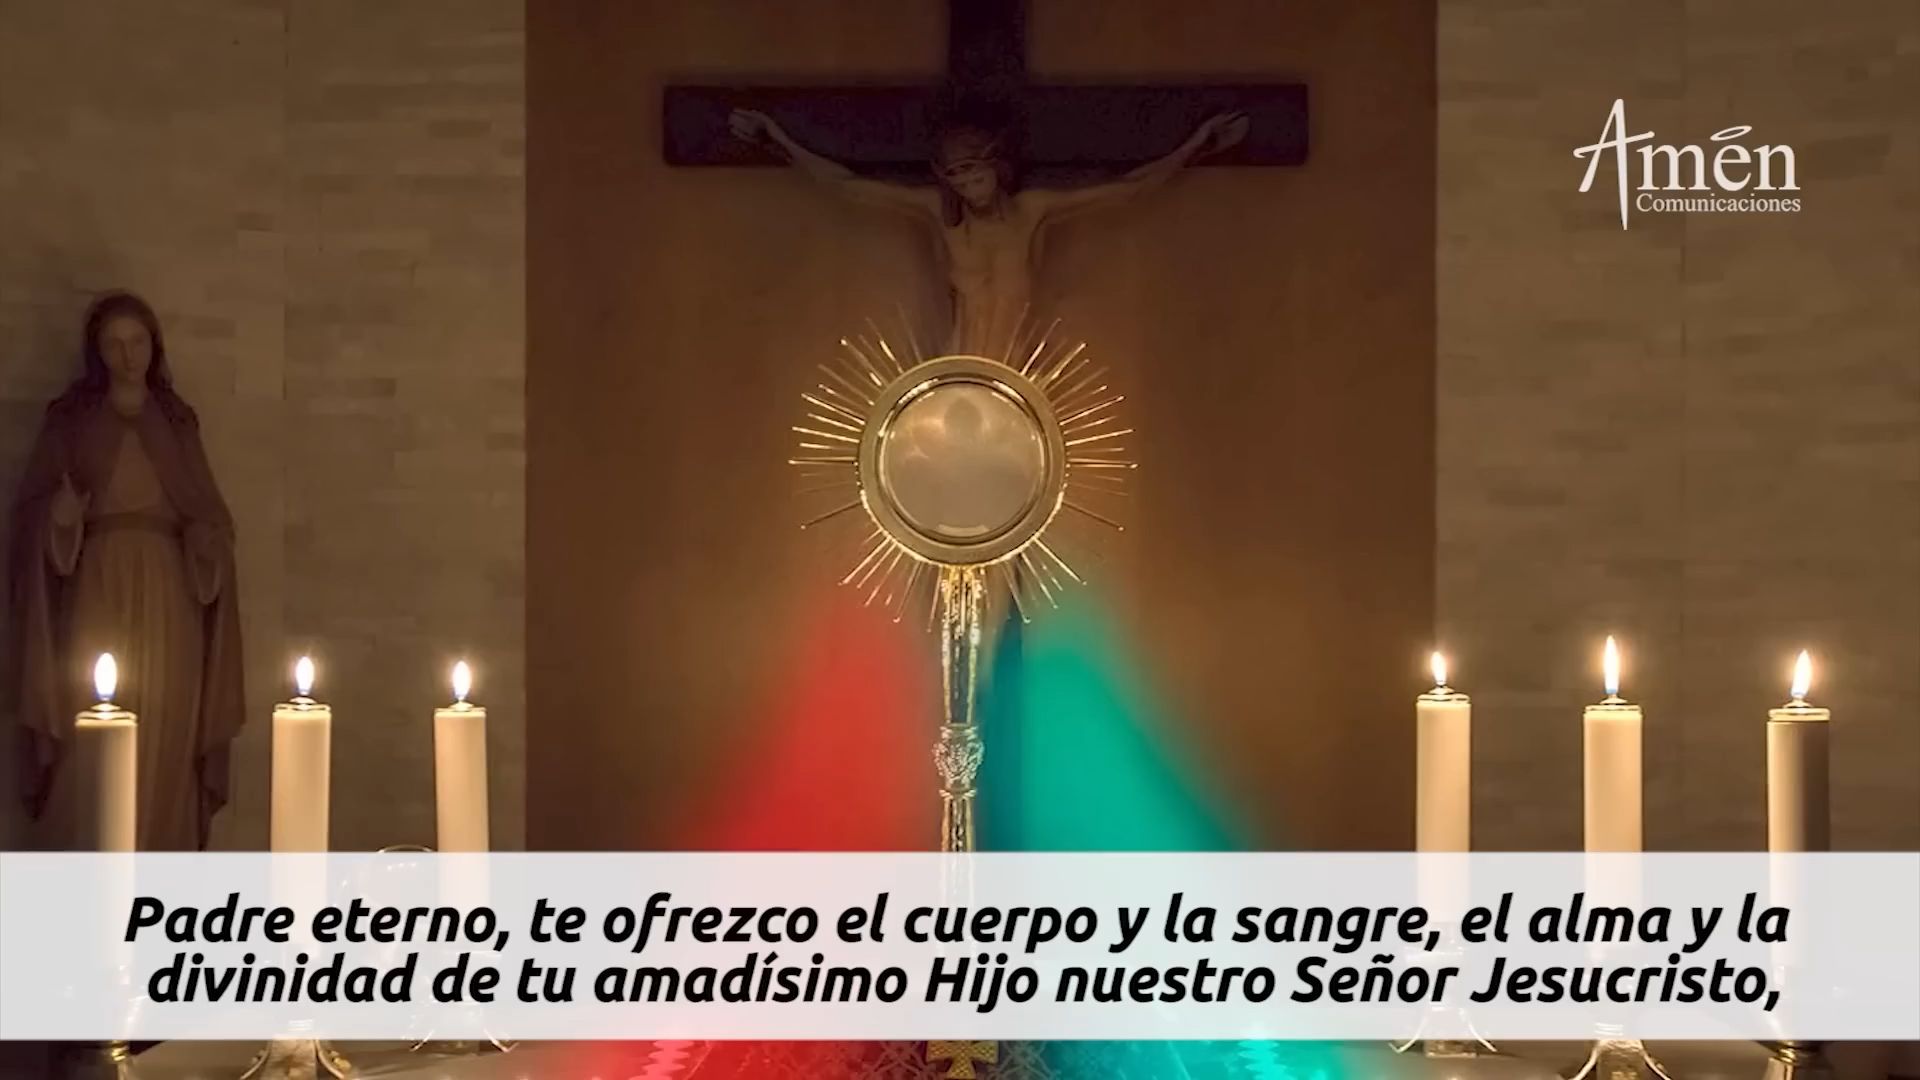 Amén
Comunicaciones
Padre eterno, te ofrezco el cuerpo y la sangre, el alma y la
divinidad de tu amadísimo Hijo nuestro Señor Jesucristo,